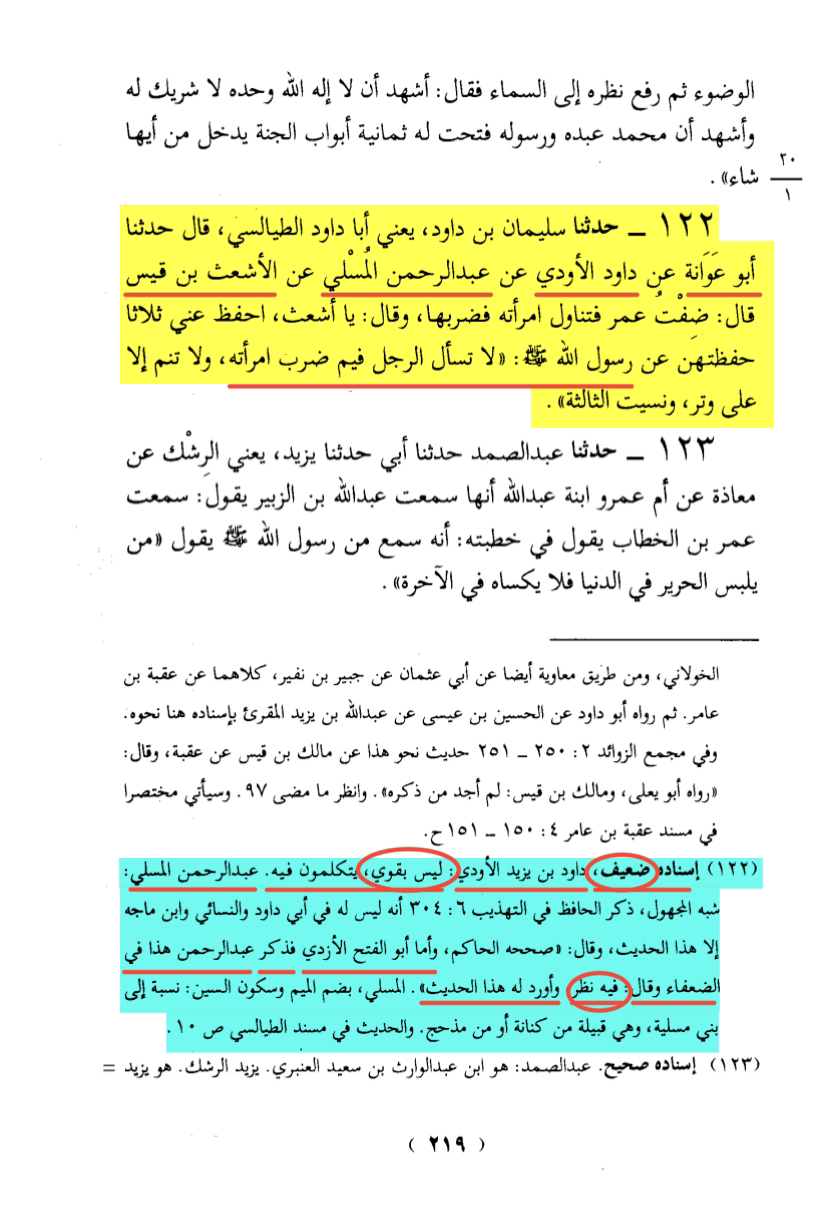 الوضوء ثم رفع نظره إلى السماء فقال: أشهد أن لا إله الله وحده لا شريك له
وأشهد أن محمد عبده ورسوله فتحت له ثمانية أبواب الجنة يدخل من أيها
شاء» .
٢٠
١
١٢٢ ــ حدثنا سليمان بن داود، يعني أبا داود الطيالسي، قال حدثنا
أبو عَوَانة عن داود الأودي عن عبدالرحمن المُسْلي عن الأشعث بن قيس
قال: ضِفْتُ عمر فتناول امرأته فضربها، وقال: يا أشعث، احفظ عني ثلاثا
حفظتهن عن رسول الله ﷺ: «لا تسأل الرجل فيم ضرب امرأته، ولا تنم إلا
على وتر، ونسيت الثالثة» .
١٢٣ ــ حدثنا عبدالصمد حدثنا أبي حدثنا يزيد، يعني الرِشْك عن
معاذة عن أم عمرو ابنة عبدالله أنها سمعت عبدالله بن الزبير يقول: سمعت
عمر بن الخطاب يقول في خطبته: أنه سمع من رسول الله ﷺ يقول «من
يلبس الحرير في الدنيا فلا يكساه في الآخرة» .
الخولاني، ومن طريق معاوية أيضا عن أبي عثمان عن جبير بن نفير، كلاهما عن عقبة بن
عامر. ثم رواه أبو داود عن الحسين بن عيسى عن عبدالله بن يزيد المقرئ بإسناده هنا نحوه.
وفي مجمع الزوائد ٢: ٢٥٠ ــ ٢٥١ حديث نحو هذا عن مالك بن قيس عن عقبة، وقال:
«رواه أبو يعلى، ومالك بن قيس: لم أجد من ذكره» . وانظر ما مضى ٩٧ . وسيأتي مختصرا
في مسند عقبة بن عامر ٤: ١٥٠ ــ ١٥١ ح.
(١٢٢) إسناده ضعيف، داود بن يزيد الأودي: ليس بقوي، يتكلمون فيه. عبدالرحمن المسلي:
شبه المجهول، ذكر الحافظ في التهذيب ٦: ٣٠٤ أنه ليس له في أبي داود والنسائي وابن ماجه
إلا هذا الحديث، وقال: «صححه الحاكم، وأما أبو الفتح الأزدي فذكر عبدالرحمن هذا في
الضعفاء وقال: فيه نظر وأورد له هذا الحديث» . المسلي، بضم الميم وسكون السين: نسبة إلى
بني مسلية، وهي قبيلة من كنانة أو من مذحج. والحديث في مسند الطيالسي ص ١٠ .
(١٢٣) إسناده صحيح. عبدالصمد: هو ابن عبدالوارث بن سعيد العنبري. يزيد الرشك. هو يزيد =
( ٢١٩ )